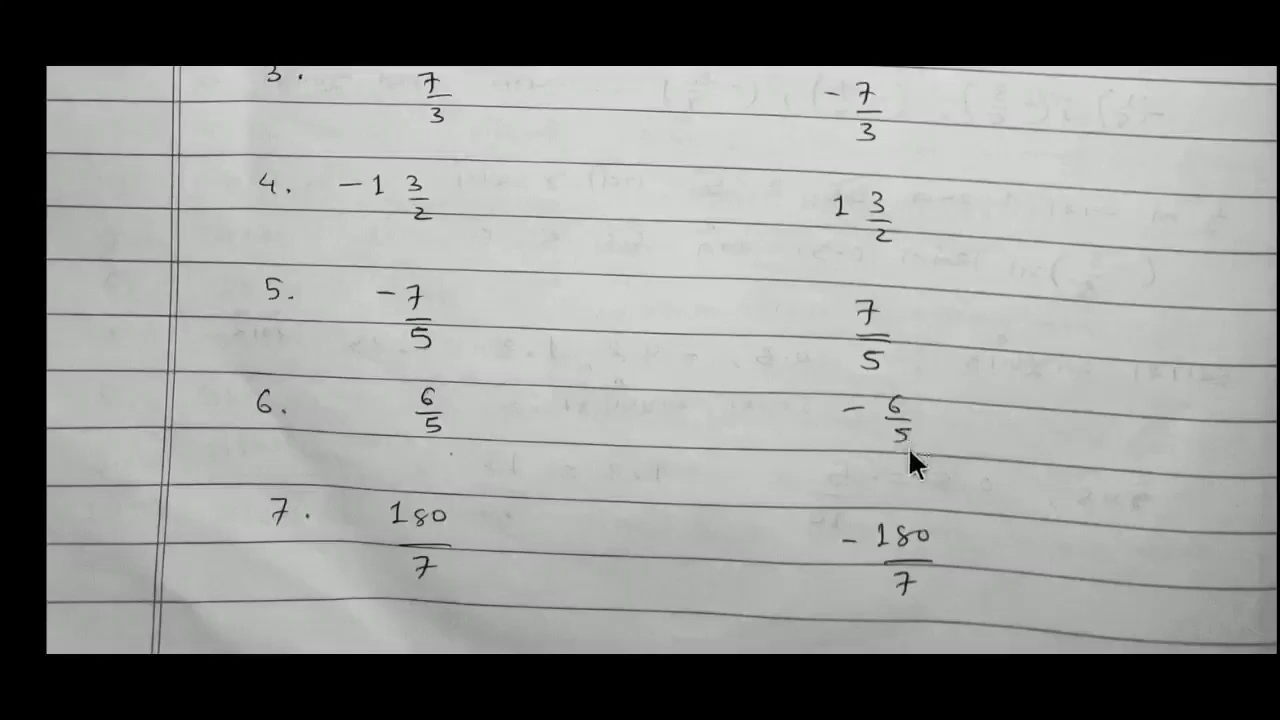 3. 7/3 - 7/3
4. -1 3/2 1 3/2
5. -7/5 7/5
6. 6/5 - 6/5
7. 180/7 - 180/7